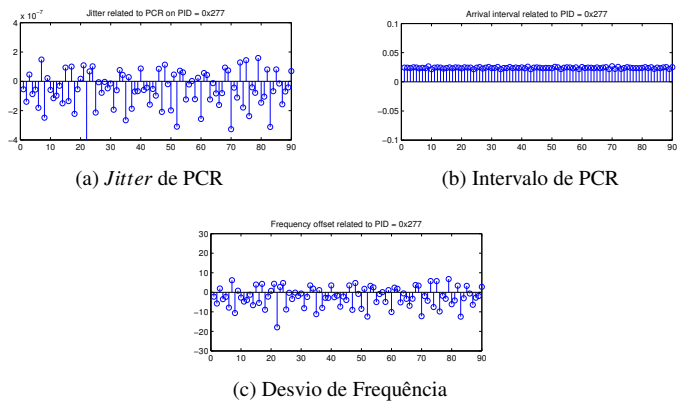 Jitter related to PCR on PID = 0x277
x 10⁻⁷
4
2
0
−2
−4
0 10 20 30 40 50 60 70 80 90
(a) Jitter de PCR
Arrival interval related to PID = 0x277
0.1
0.05
0
−0.05
−0.1
0 10 20 30 40 50 60 70 80 90
(b) Intervalo de PCR
Frequency offset related to PID = 0x277
30
20
10
0
−10
−20
−30
0 10 20 30 40 50 60 70 80 90
(c) Desvio de Frequência